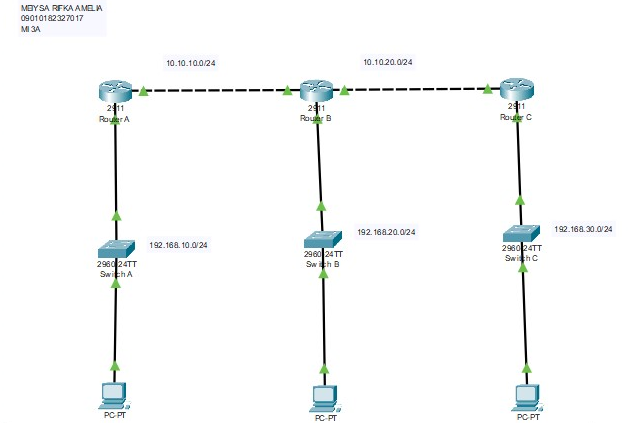 MEIYSA RIFKA AMELIA
09010182327017
MI 3A
10.10.10.0/24
10.10.20.0/24
2911
Router A
2911
Router B
2911
Router C
192.168.10.0/24
192.168.20.0/24
192.168.30.0/24
2960-24TT
Switch A
2960-24TT
Switch B
2960-24TT
Switch C
PC-PT
PC-PT
PC-PT